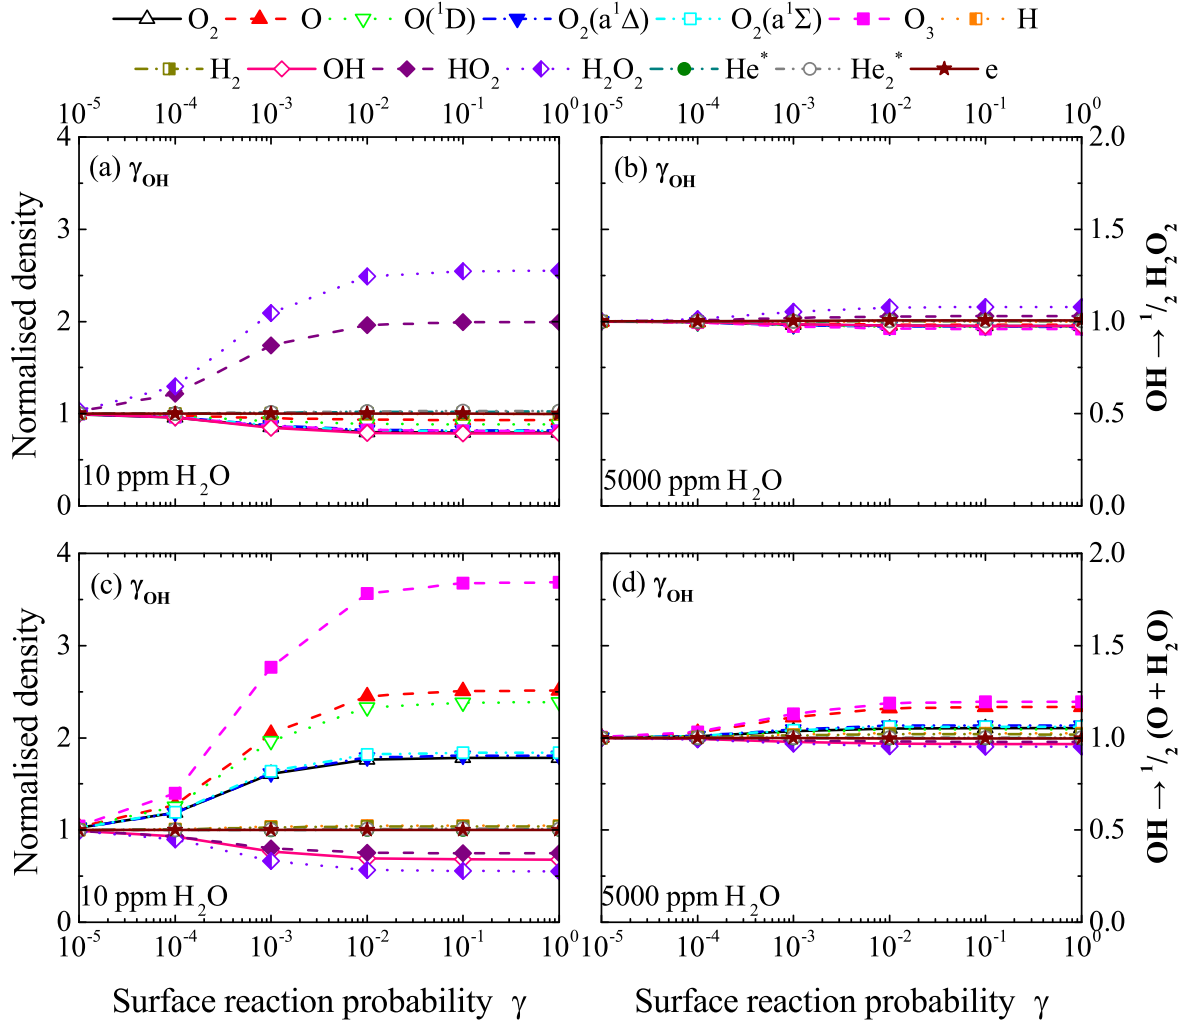 O₂ O O(¹D) O₂(a¹Δ) O₂(a¹Σ) O₃ H
H₂ OH HO₂ H₂O₂ He* He₂* e
10⁻⁵ 10⁻⁴ 10⁻³ 10⁻² 10⁻¹ 10⁰ 10⁻⁵ 10⁻⁴ 10⁻³ 10⁻² 10⁻¹ 10⁰
Normalised density
4
3
2
1
0
(a) γ_OH
10 ppm H₂O
(b) γ_OH
5000 ppm H₂O
2.0
1.5
1.0
0.5
0.0
OH → ¹/₂ H₂O₂
Normalised density
4
3
2
1
0
(c) γ_OH
10 ppm H₂O
(d) γ_OH
5000 ppm H₂O
2.0
1.5
1.0
0.5
0.0
OH → ¹/₂ (O + H₂O)
10⁻⁵ 10⁻⁴ 10⁻³ 10⁻² 10⁻¹ 10⁰ 10⁻⁵ 10⁻⁴ 10⁻³ 10⁻² 10⁻¹ 10⁰
Surface reaction probability γ Surface reaction probability γ